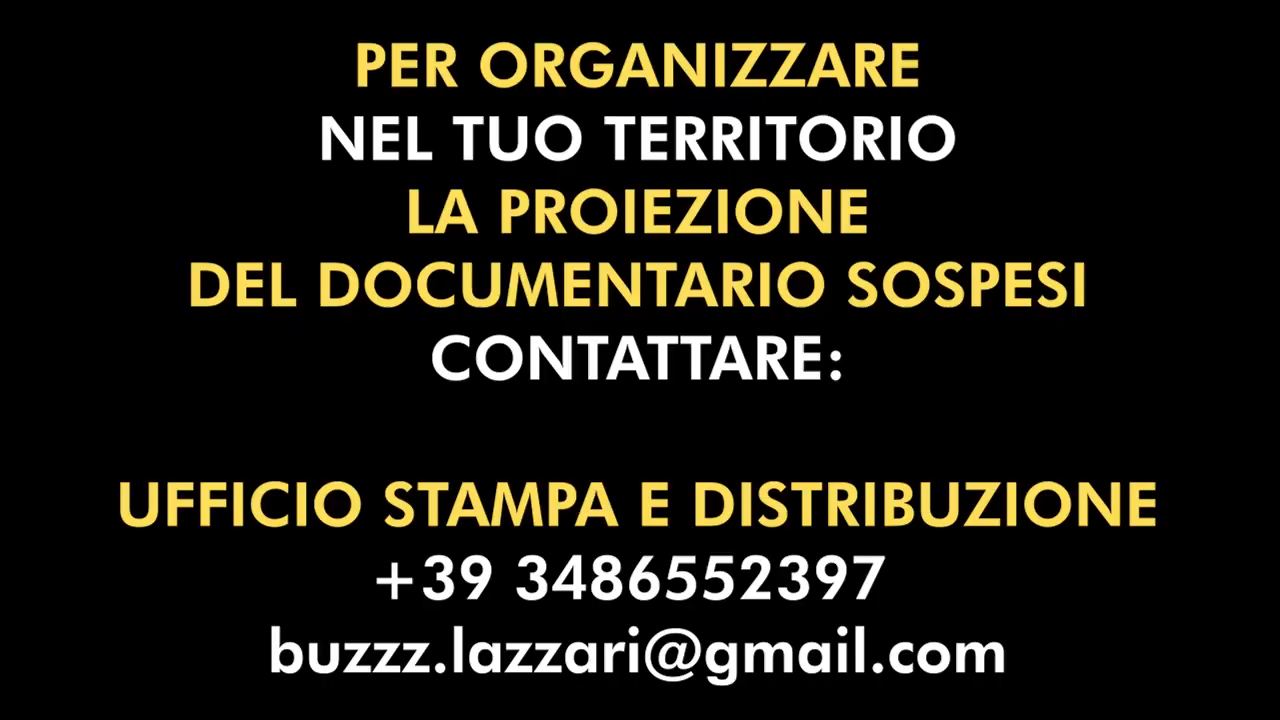 PER ORGANIZZARE
NEL TUO TERRITORIO
LA PROIEZIONE
DEL DOCUMENTARIO SOSPESI
CONTATTARE:
UFFICIO STAMPA E DISTRIBUZIONE
+39 3486552397
buzzz.lazzari@gmail.com